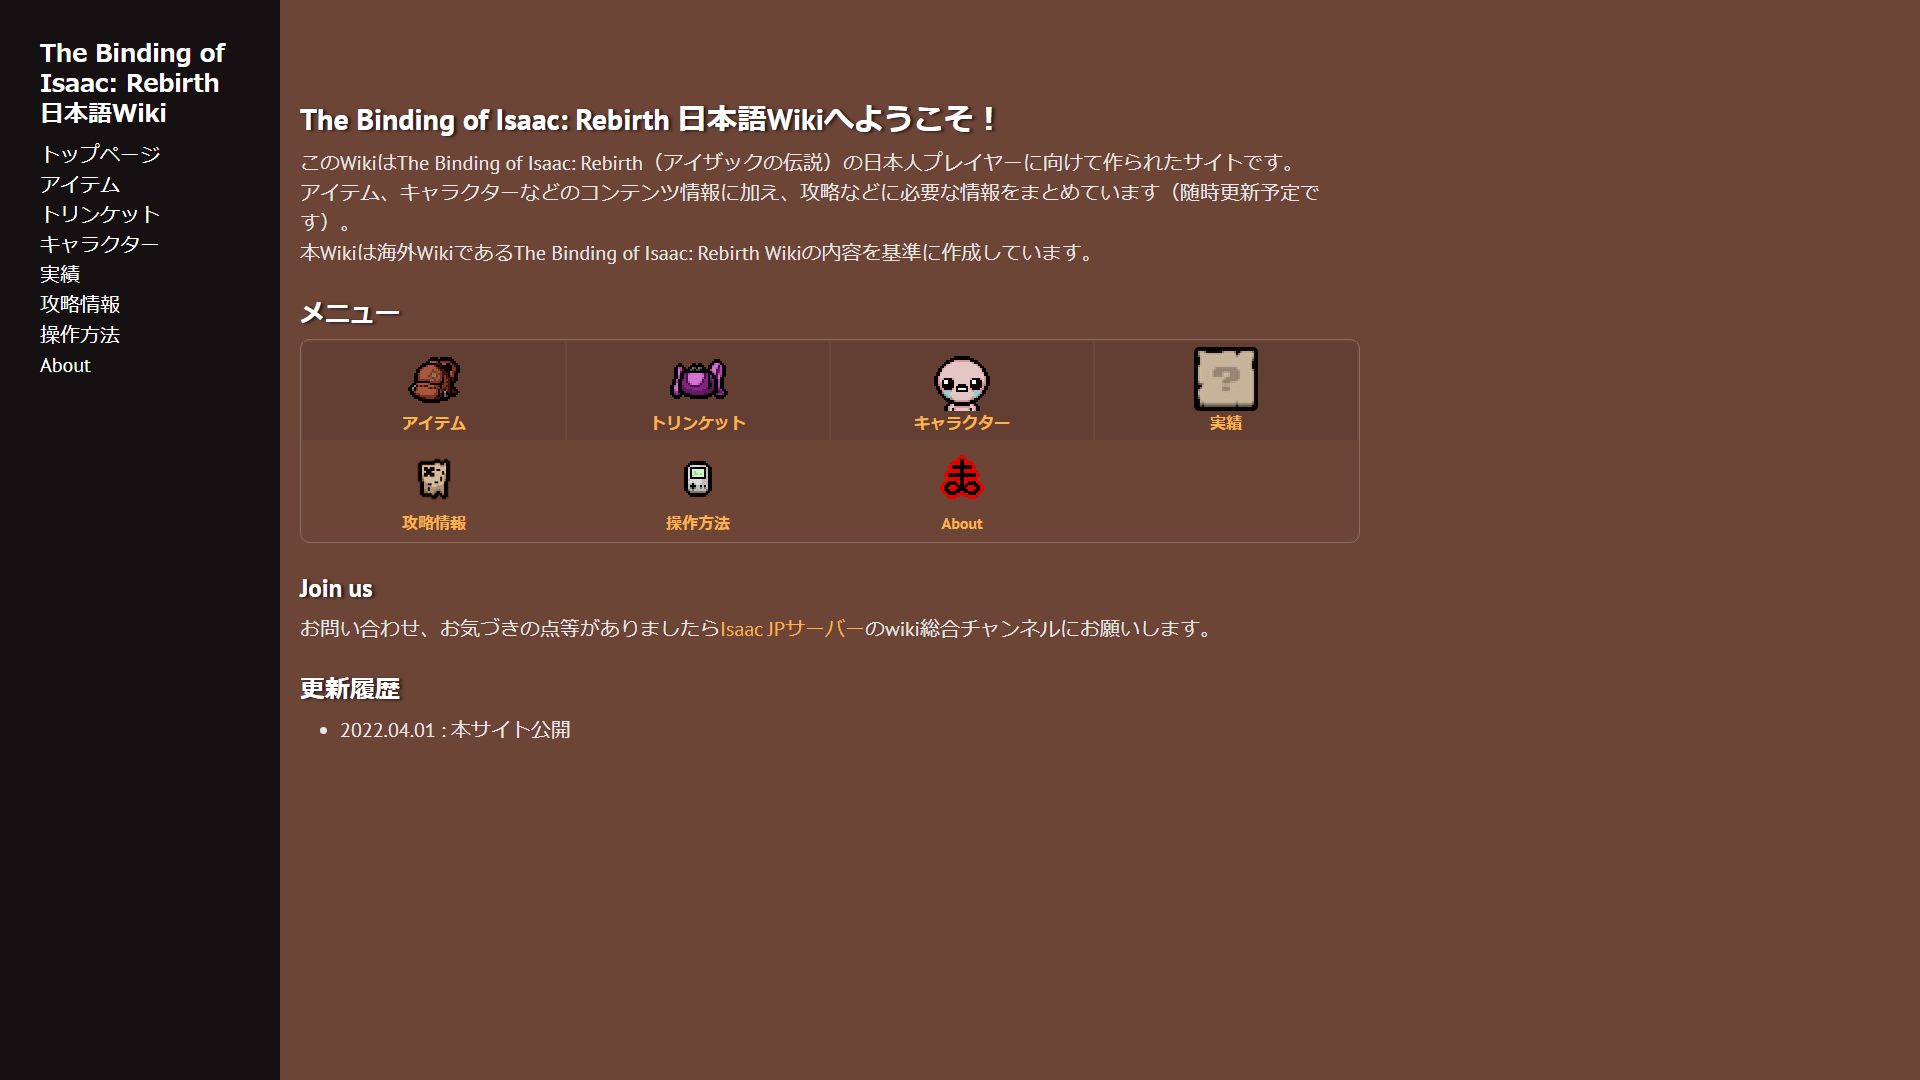 The Binding of
Isaac: Rebirth
日本語Wiki
トップページ
アイテム
トリンケット
キャラクター
実績
攻略情報
操作方法
About
The Binding of Isaac: Rebirth 日本語Wikiへようこそ！
このWikiはThe Binding of Isaac: Rebirth（アイザックの伝説）の日本人プレイヤーに向けて作られたサイトです。
アイテム、キャラクターなどのコンテンツ情報に加え、攻略などに必要な情報をまとめています（随時更新予定で
す）。
本Wikiは海外WikiであるThe Binding of Isaac: Rebirth Wikiの内容を基準に作成しています。
メニュー
アイテム
トリンケット
キャラクター
実績
攻略情報
操作方法
About
Join us
お問い合わせ、お気づきの点等がありましたらIsaac JPサーバーのwiki総合チャンネルにお願いします。
更新履歴
2022.04.01 : 本サイト公開